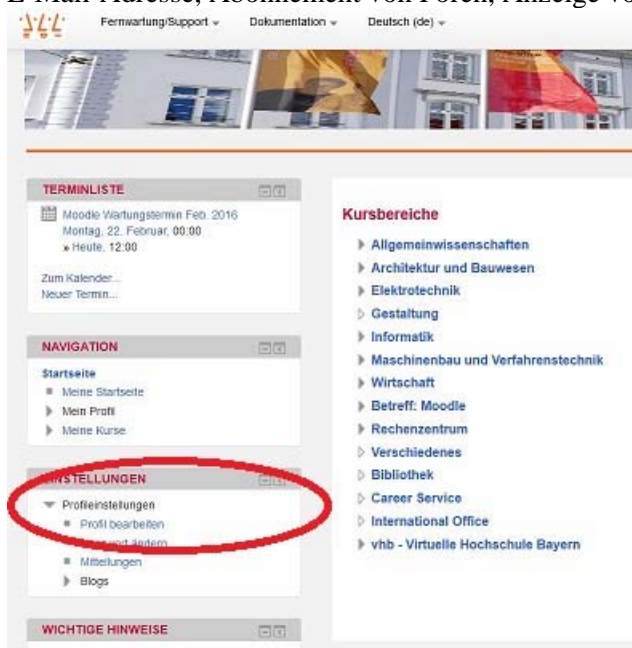 E-Mail-Adresse, Abonnement von Foren, Anzeige vo
Fernwartung/Support
Dokumentation
Deutsch (de)
TERMINLISTE
Moodle Wartungstermin Feb. 2016
Montag, 22. Februar, 00:00
» Heute, 12:00
Zum Kalender...
Neuer Termin...
NAVIGATION
Startseite
Meine Startseite
Mein Profil
Meine Kurse
EINSTELLUNGEN
Profileinstellungen
Profil bearbeiten
ändern
Mitteilungen
Blogs
WICHTIGE HINWEISE
Kursbereiche
Allgemeinwissenschaften
Architektur und Bauwesen
Elektrotechnik
Gestaltung
Informatik
Maschinenbau und Verfahrenstechnik
Wirtschaft
Betreff: Moodle
Rechenzentrum
Verschiedenes
Bibliothek
Career Service
International Office
vhb - Virtuelle Hochschule Bayern